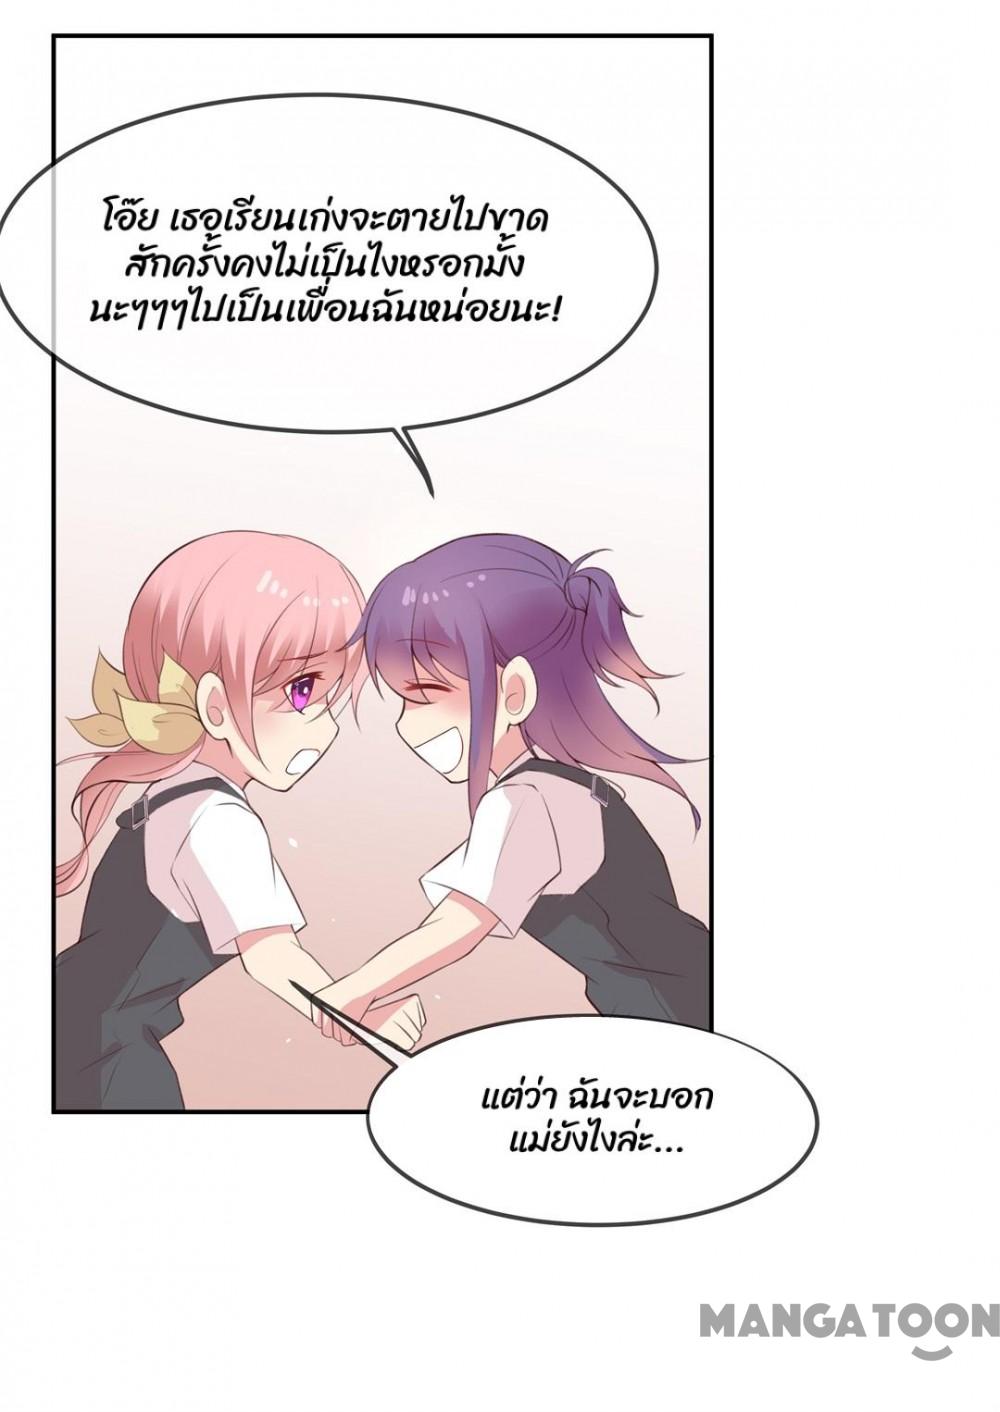 โอ๊ย เธอเรียนเก่งจะตายไปขาด
สักครั้งคงไม่เป็นไงหรอกมั้ง
นะๆๆๆไปเป็นเพื่อนฉันหน่อยนะ!
แต่ว่า ฉันจะบอก
แม่ยังไงล่ะ...
MANGATOON